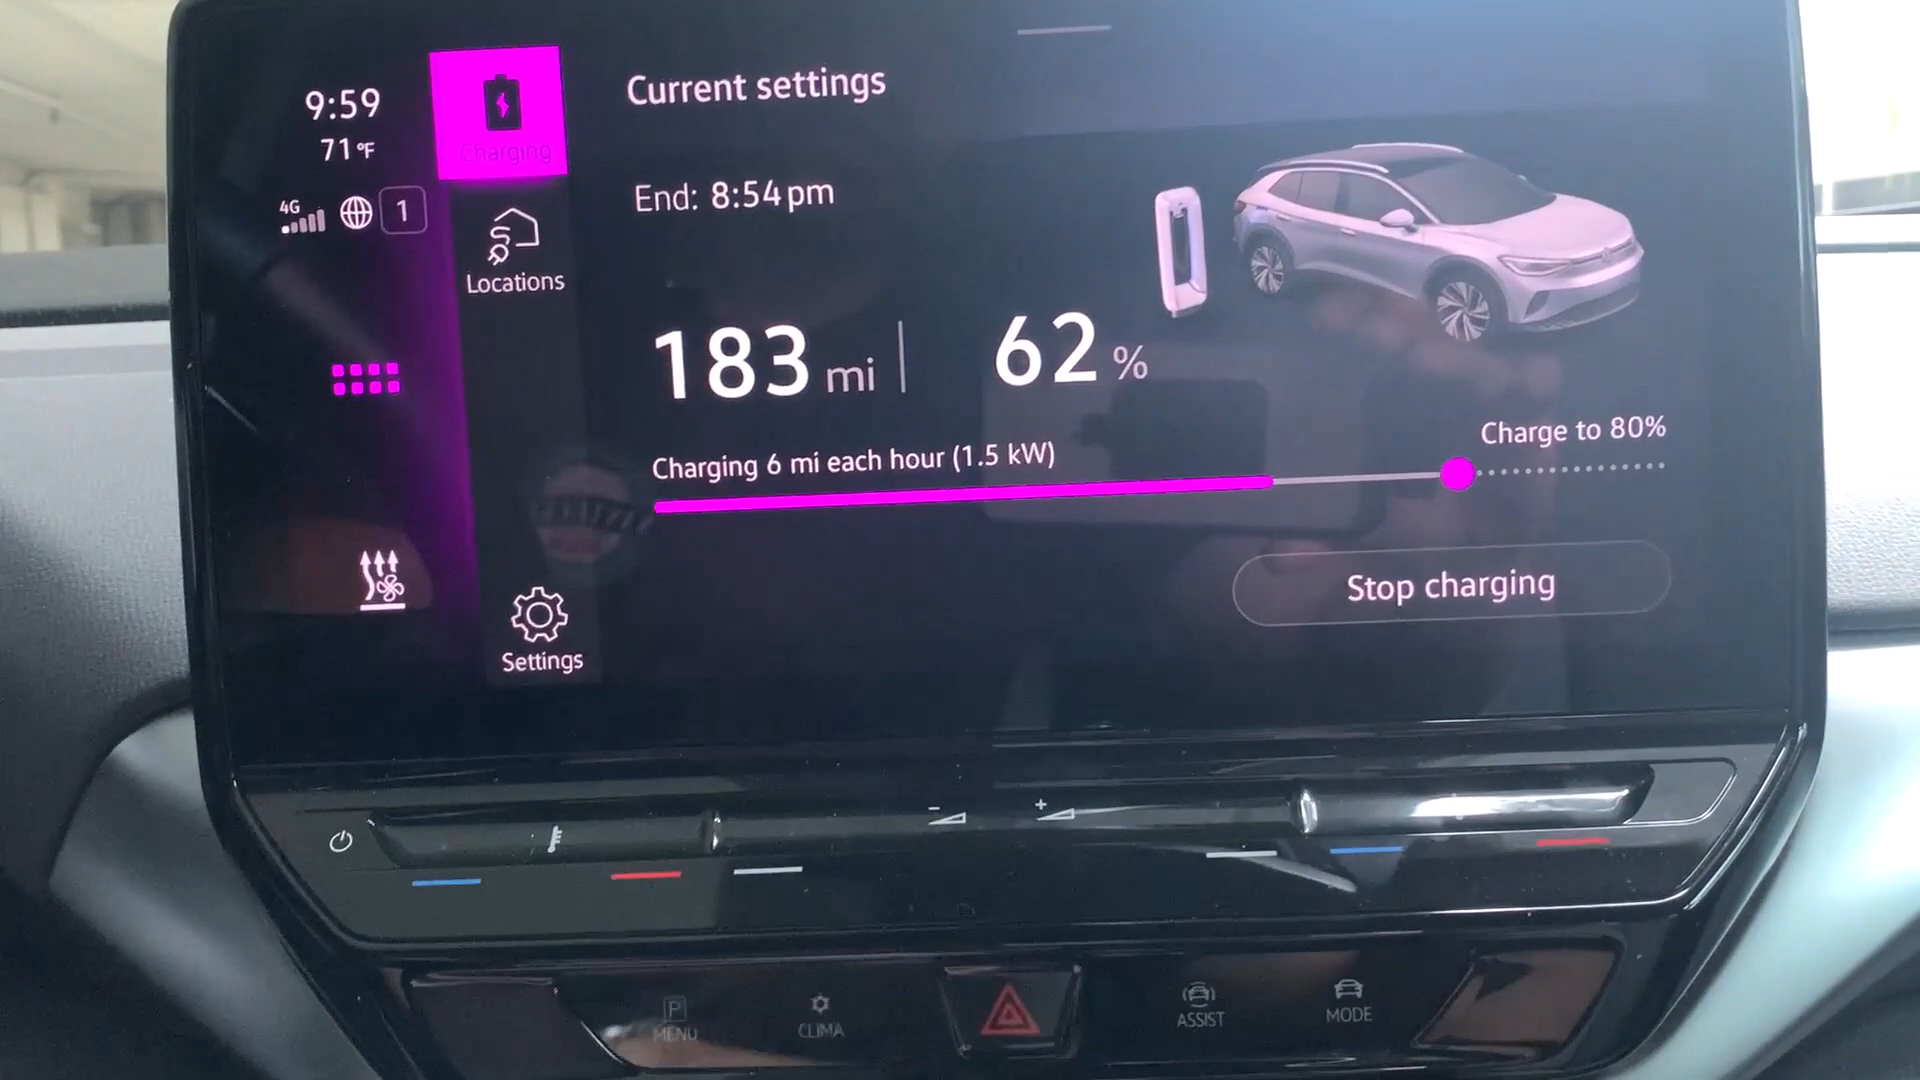 9:59
71°F
4G
1
Charging
Locations
Settings
Current settings
End: 8:54 pm
183 mi
62 %
Charging 6 mi each hour (1.5 kW)
Charge to 80%
Stop charging
- +
P
MENU
CLIMA
ASSIST
MODE